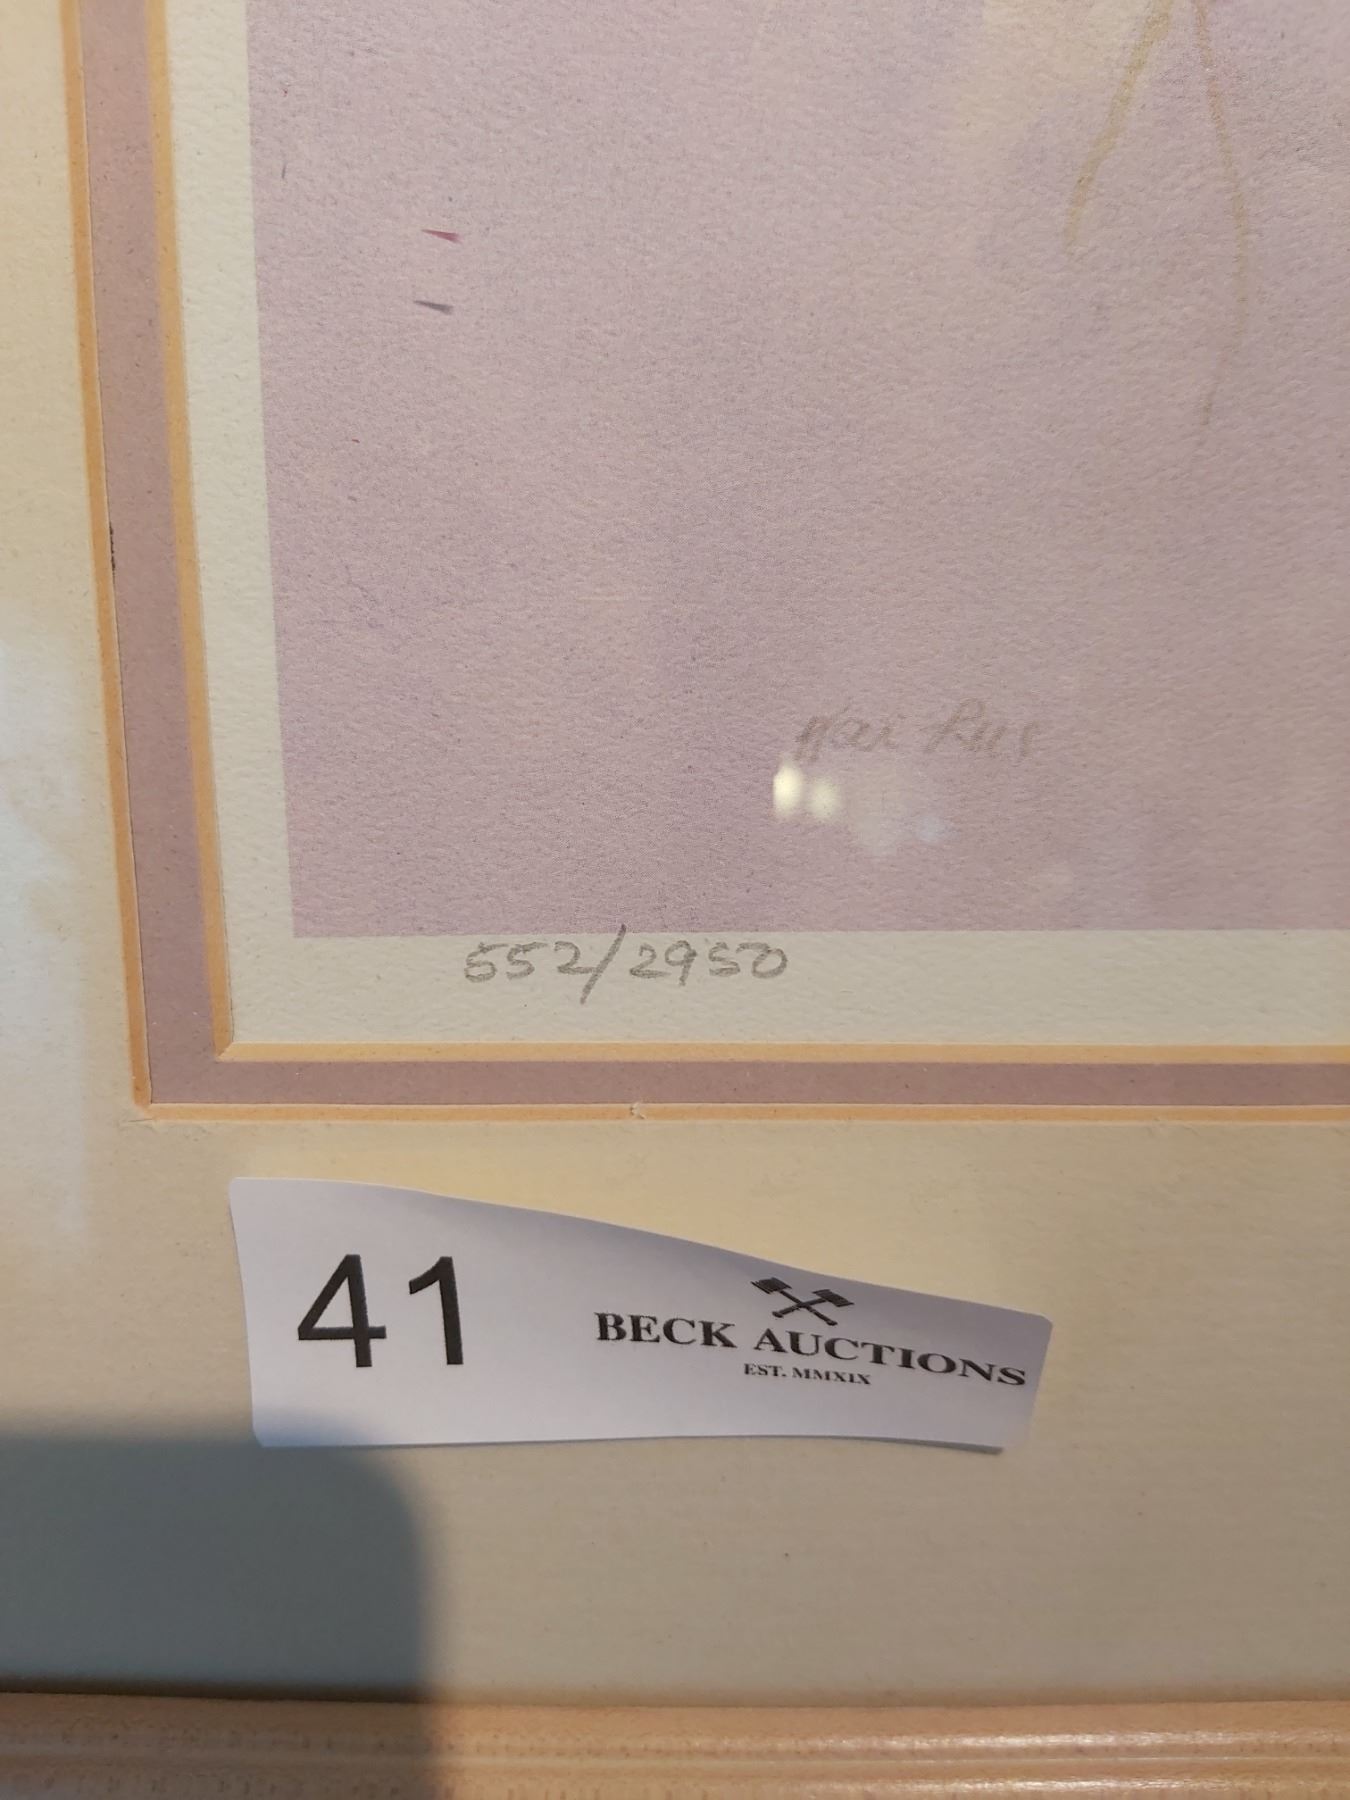 552/2950
41
BECK AUCTIONS
EST. MMXIX